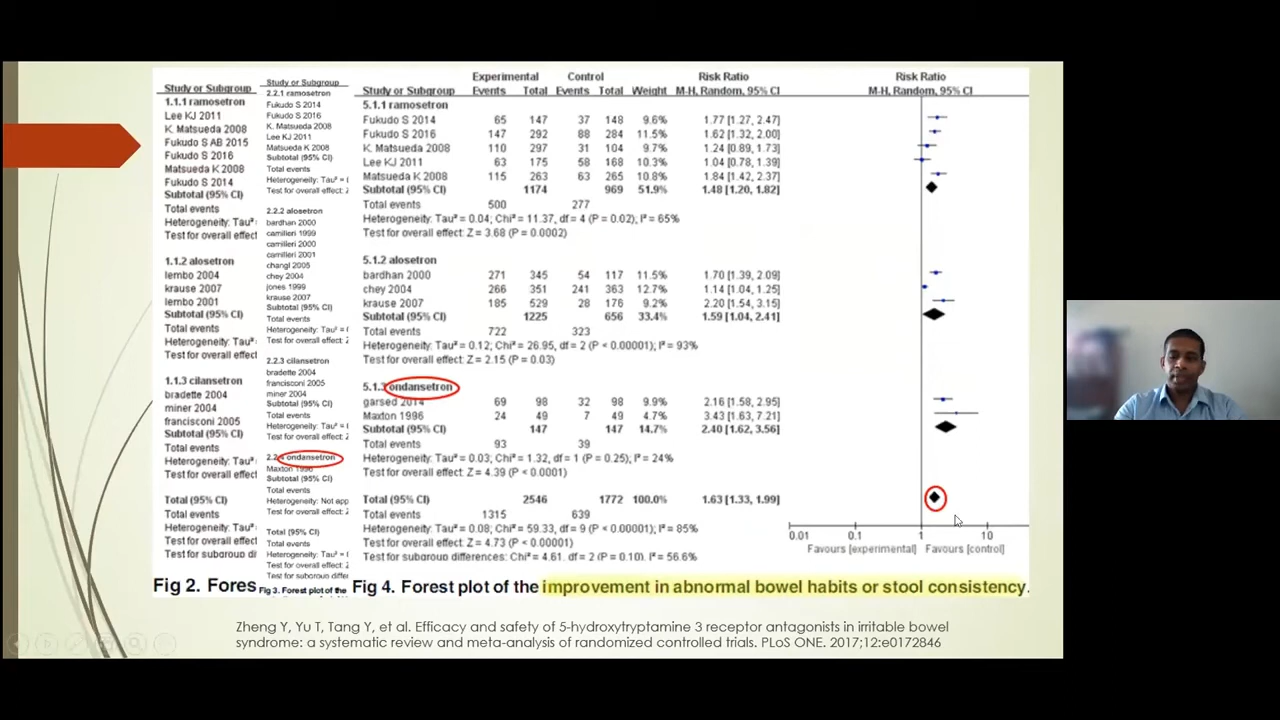 Study or Subgroup
1.1.1 ramosetron
Lee KJ 2011
K. Matsueda 2008
Fukudo S AB 2015
Fukudo S 2016
Matsueda K 2008
Fukudo S 2014
Subtotal (95% CI)
Total events
Heterogeneity: Tau²
Test for overall effect
1.1.2 alosetron
lembo 2004
krause 2007
lembo 2001
Subtotal (95% CI)
Total events
Heterogeneity: Tau²
Test for overall effect
1.1.3 cilansetron
bradette 2004
miner 2004
francisconi 2005
Subtotal (95% CI)
Total events
Heterogeneity: Tau²
Test for overall effect
Total (95% CI)
Total events
Heterogeneity: Tau²
Test for overall effect
Test for subgroup di
Fig 2. Fores
Study or Subgroup
2.2.1 ramosetron
Fukudo S 2014
Fukudo S 2016
K. Matsueda 2008
Lee KJ 2011
Matsueda K 2008
Subtotal (95% CI)
Total events
Heterogeneity: Tau² =
Test for overall effect:
2.2.2 alosetron
bardhan 2000
camilleri 1999
camilleri 2000
camilleri 2001
changl 2005
chey 2004
jones 1999
krause 2007
Subtotal (95% CI)
Total events
Heterogeneity: Tau² =
Test for overall effect:
2.2.3 cilansetron
bradette 2004
francisconi 2005
miner 2004
Subtotal (95% CI)
Total events
Heterogeneity: Tau² =
Test for overall effect:
ondansetron
Maxton 1996
Subtotal (95% CI)
Total events
Heterogeneity: Not app
Test for overall effect:
Total (95% CI)
Total events
Heterogeneity: Tau² =
Test for overall effect:
Test for subgroup diffe
Fig 3. Forest plot of the
Experimental Control Risk Ratio Risk Ratio
Study or Subgroup Events Total Events Total Weight M-H, Random, 95% CI M-H, Random, 95% CI
5.1.1 ramosetron
Fukudo S 2014 65 147 37 148 9.6% 1.77 [1.27, 2.47]
Fukudo S 2016 147 292 88 284 11.5% 1.62 [1.32, 2.00]
K. Matsueda 2008 110 297 31 104 9.7% 1.24 [0.89, 1.73]
Lee KJ 2011 63 175 58 168 10.3% 1.04 [0.78, 1.39]
Matsueda K 2008 115 263 63 265 10.8% 1.84 [1.42, 2.37]
Subtotal (95% CI) 1174 969 51.9% 1.48 [1.20, 1.82]
Total events 500 277
Heterogeneity: Tau² = 0.04; Chi² = 11.37, df = 4 (P = 0.02); I² = 65%
Test for overall effect: Z = 3.68 (P = 0.0002)
5.1.2 alosetron
bardhan 2000 271 345 54 117 11.5% 1.70 [1.39, 2.09]
chey 2004 266 351 241 363 12.7% 1.14 [1.04, 1.25]
krause 2007 185 529 28 176 9.2% 2.20 [1.54, 3.15]
Subtotal (95% CI) 1225 656 33.4% 1.59 [1.04, 2.41]
Total events 722 323
Heterogeneity: Tau² = 0.12; Chi² = 26.95, df = 2 (P < 0.00001); I² = 93%
Test for overall effect: Z = 2.15 (P = 0.03)
5.1.3 ondansetron
garsed 2014 69 98 32 98 9.9% 2.16 [1.58, 2.95]
Maxton 1996 24 49 7 49 4.7% 3.43 [1.63, 7.21]
Subtotal (95% CI) 147 147 14.7% 2.40 [1.62, 3.56]
Total events 93 39
Heterogeneity: Tau² = 0.03; Chi² = 1.32, df = 1 (P = 0.25); I² = 24%
Test for overall effect: Z = 4.39 (P < 0.0001)
Total (95% CI) 2546 1772 100.0% 1.63 [1.33, 1.99]
Total events 1315 639
Heterogeneity: Tau² = 0.08; Chi² = 59.33, df = 9 (P < 0.00001); I² = 85%
Test for overall effect: Z = 4.73 (P < 0.00001)
Test for subgroup differences: Chi² = 4.61, df = 2 (P = 0.10), I² = 56.6%
0.01 0.1 1 10
Favours [experimental] Favours [control]
Fig 4. Forest plot of the improvement in abnormal bowel habits or stool consistency.
Zheng Y, Yu T, Tang Y, et al. Efficacy and safety of 5-hydroxytryptamine 3 receptor antagonists in irritable bowel
syndrome: a systematic review and meta-analysis of randomized controlled trials. PLoS ONE. 2017;12:e0172846